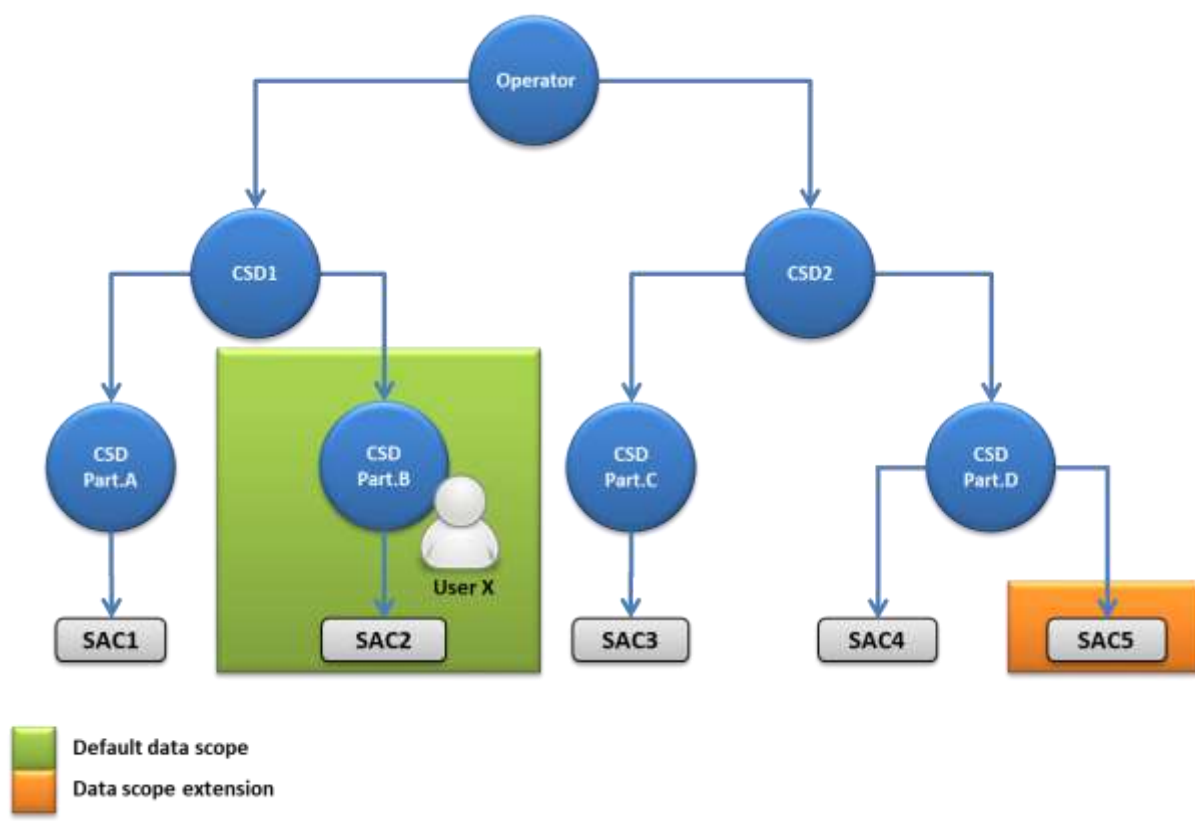 Operator
CSD1
CSD2
CSD
Part.A
CSD
Part.B
CSD
Part.C
CSD
Part.D
User X
SAC1
SAC2
SAC3
SAC4
SAC5
Default data scope
Data scope extension